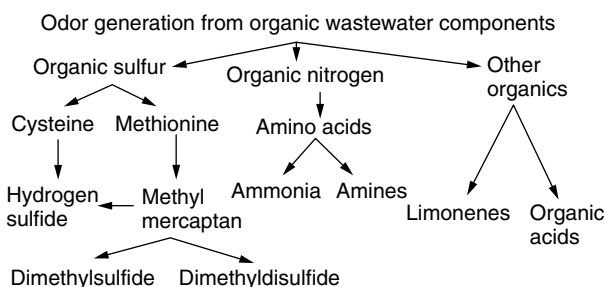 Odor generation from organic wastewater components
Organic sulfur
Organic nitrogen
Other
organics
Cysteine
Methionine
Amino acids
Hydrogen
sulfide
Methyl
mercaptan
Ammonia
Amines
Limonenes
Organic
acids
Dimethylsulfide
Dimethyldisulfide